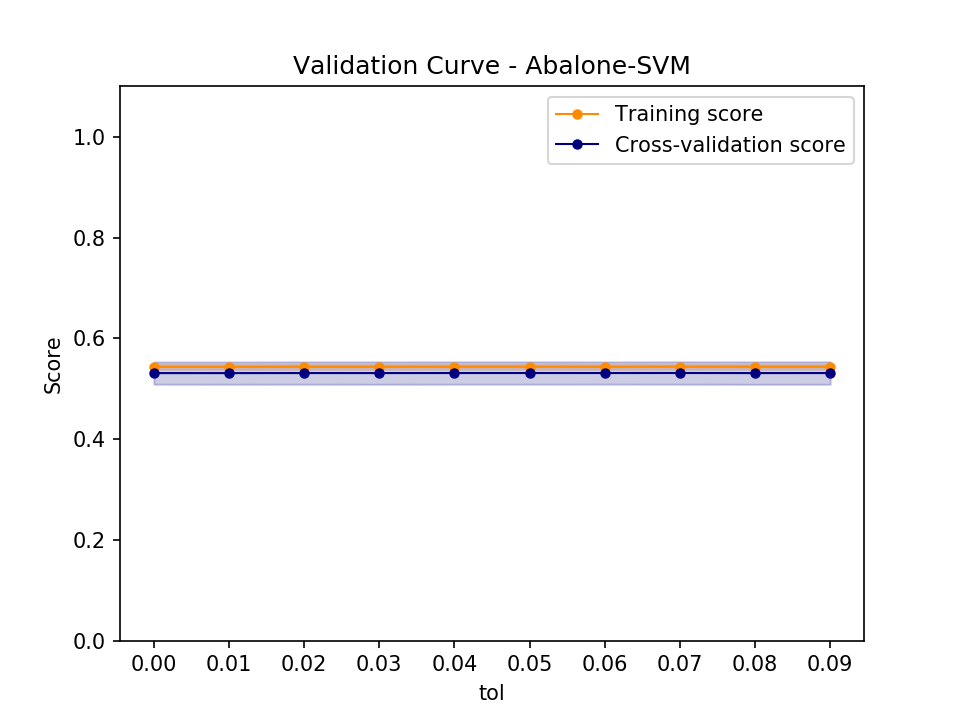 Validation Curve - Abalone-SVM
Training score
Cross-validation score
1.0
0.8
0.6
0.4
0.2
0.0
Score
0.00 0.01 0.02 0.03 0.04 0.05 0.06 0.07 0.08 0.09
tol